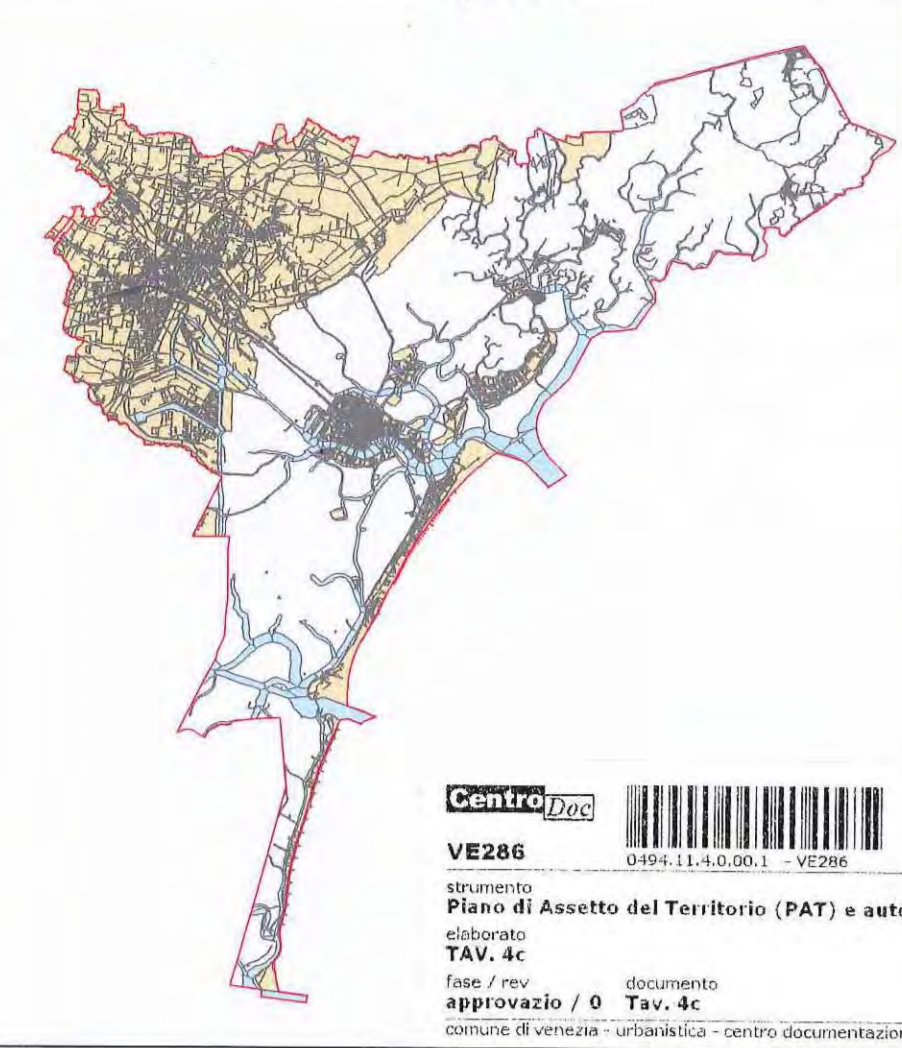 CentroDoc
VE286
0494.11.4.0.00.1 - VE286
strumento
Piano di Assetto del Territorio (PAT) e auto
elaborato
TAV. 4c
fase / rev documento
approvazio / 0 Tav. 4c
comune di venezia - urbanistica - centro documentazion